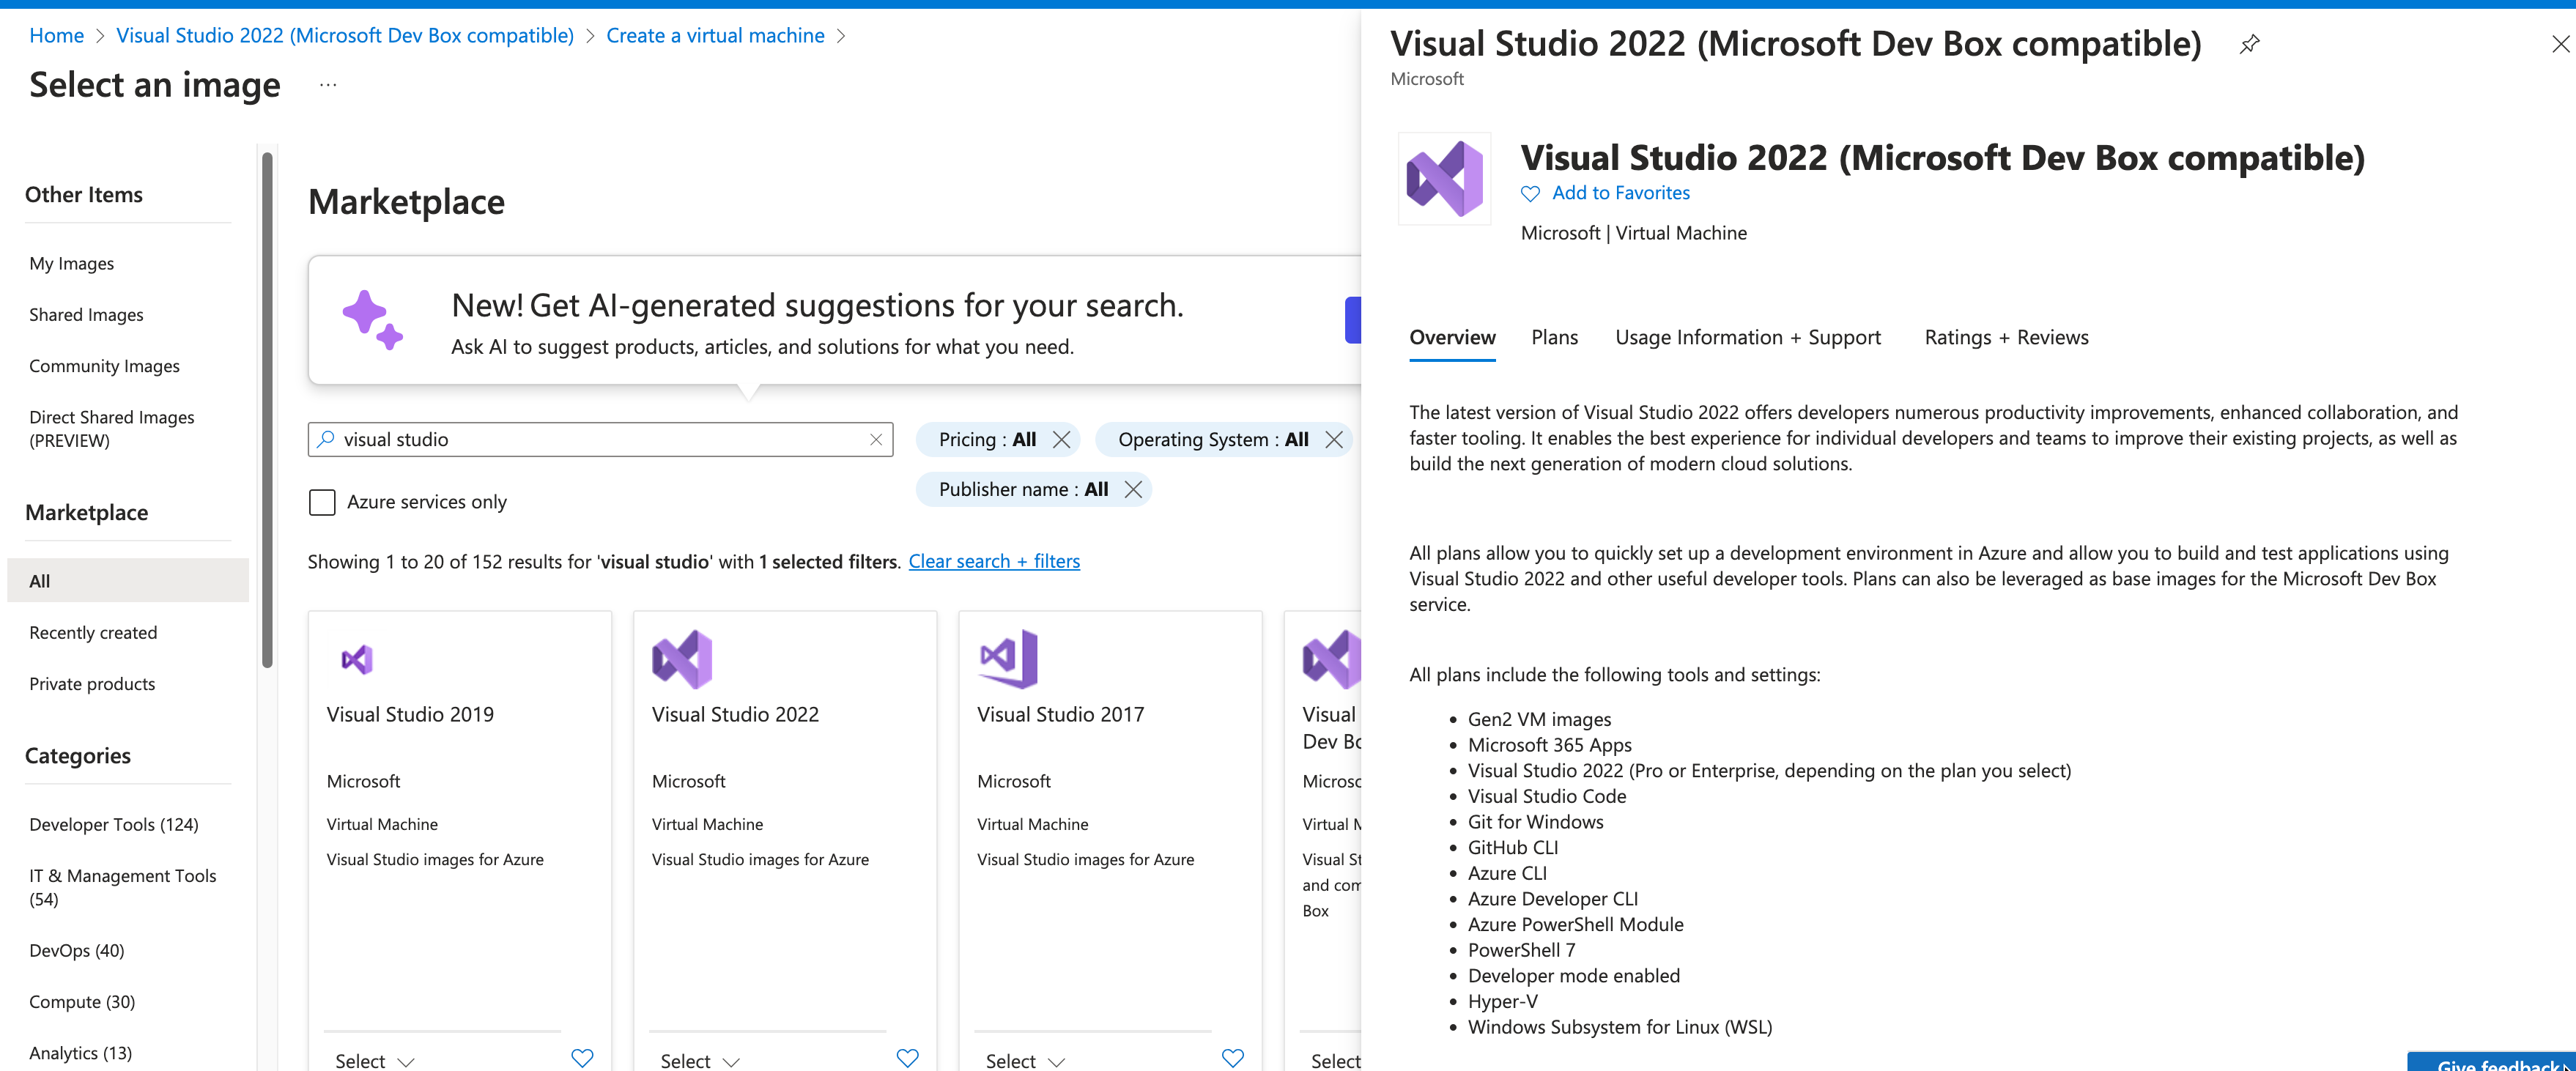 Home > Visual Studio 2022 (Microsoft Dev Box compatible) > Create a virtual machine >
Select an image ...
Other Items
My Images
Shared Images
Community Images
Direct Shared Images
(PREVIEW)
Marketplace
All
Recently created
Private products
Categories
Developer Tools (124)
IT & Management Tools
(54)
DevOps (40)
Compute (30)
Analytics (13)
Marketplace
New! Get AI-generated suggestions for your search.
Ask AI to suggest products, articles, and solutions for what you need.
visual studio
Pricing : All
Operating System : All
Publisher name : All
Azure services only
Showing 1 to 20 of 152 results for 'visual studio' with 1 selected filters. Clear search + filters
Visual Studio 2019
Microsoft
Virtual Machine
Visual Studio images for Azure
Select
Visual Studio 2022
Microsoft
Virtual Machine
Visual Studio images for Azure
Select
Visual Studio 2017
Microsoft
Virtual Machine
Visual Studio images for Azure
Select
Visual
Dev
Virtual
Visual
and
Box
Select
Visual Studio 2022 (Microsoft Dev Box compatible)
Microsoft
Visual Studio 2022 (Microsoft Dev Box compatible)
Add to Favorites
Microsoft | Virtual Machine
Overview
Plans
Usage Information + Support
Ratings + Reviews
The latest version of Visual Studio 2022 offers developers numerous productivity improvements, enhanced collaboration, and
faster tooling. It enables the best experience for individual developers and teams to improve their existing projects, as well as
build the next generation of modern cloud solutions.
All plans allow you to quickly set up a development environment in Azure and allow you to build and test applications using
Visual Studio 2022 and other useful developer tools. Plans can also be leveraged as base images for the Microsoft Dev Box
service.
All plans include the following tools and settings:
• Gen2 VM images
• Microsoft 365 Apps
• Visual Studio 2022 (Pro or Enterprise, depending on the plan you select)
• Visual Studio Code
• Git for Windows
• GitHub CLI
• Azure CLI
• Azure Developer CLI
• Azure PowerShell Module
• PowerShell 7
• Developer mode enabled
• Hyper-V
• Windows Subsystem for Linux (WSL)
Give feedback